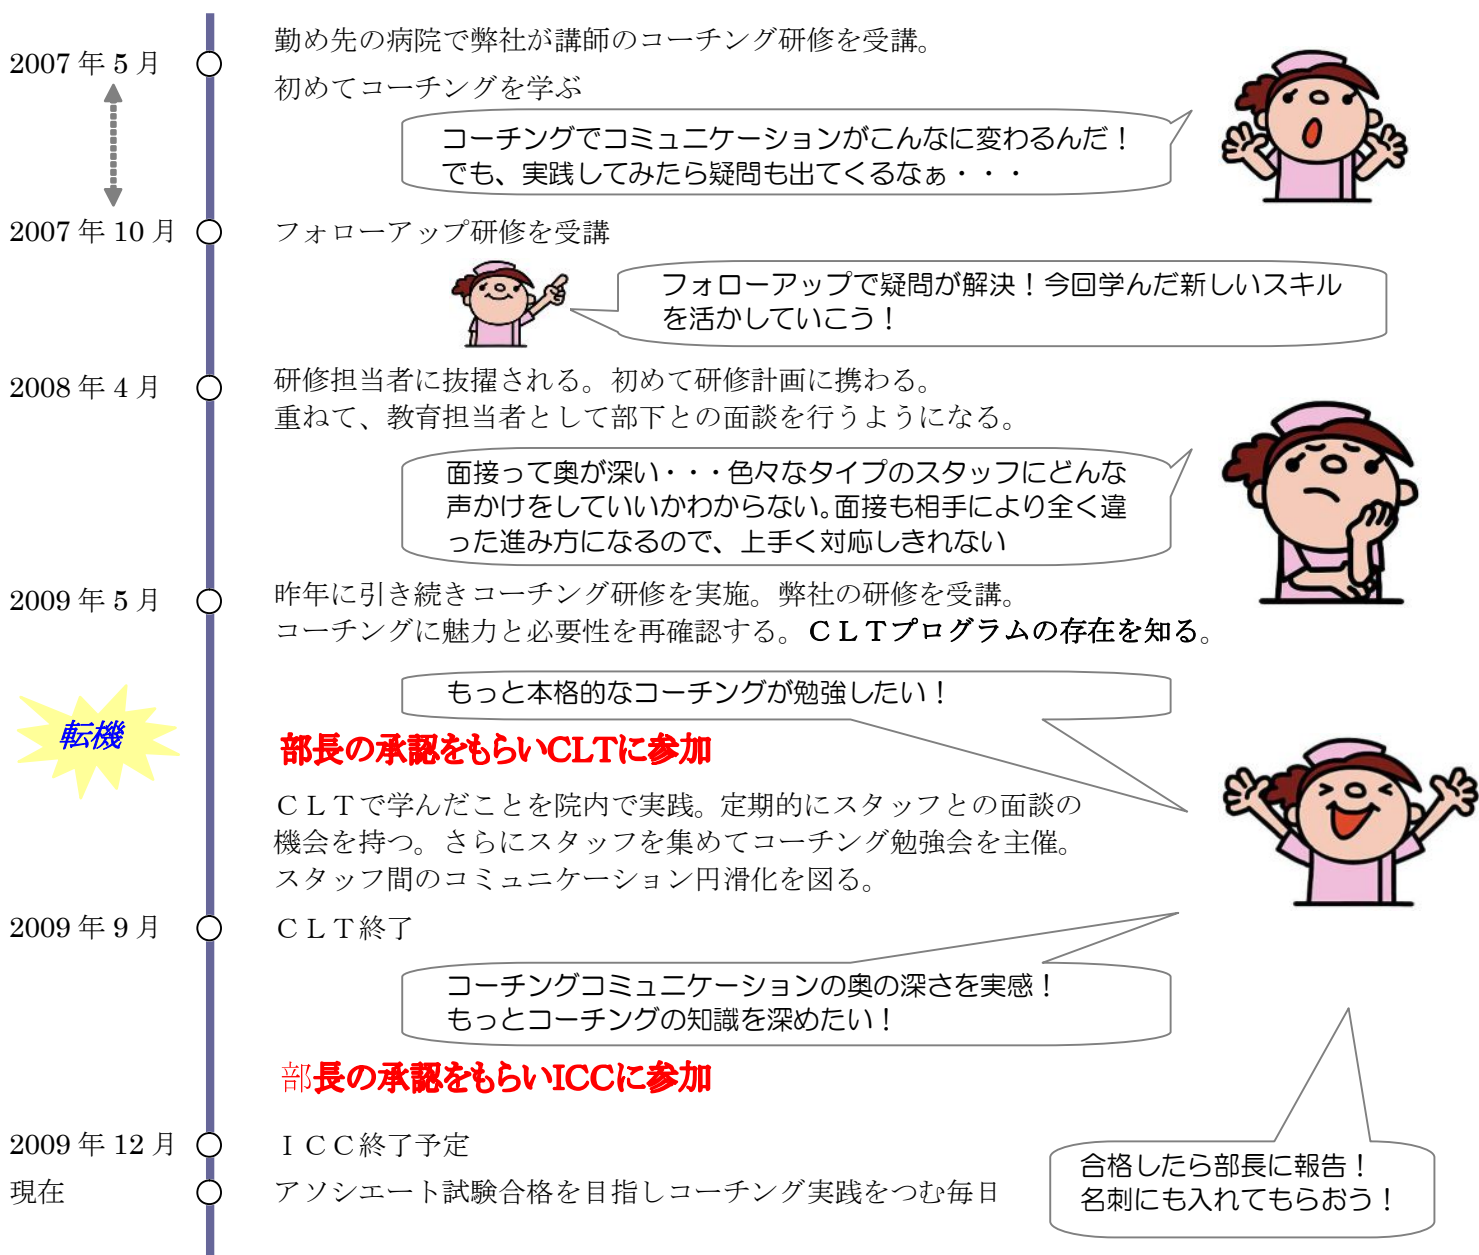 2007年5月
勤め先の病院で弊社が講師のコーチング研修を受講。
初めてコーチングを学ぶ
コーチングでコミュニケーションがこんなに変わるんだ！
でも、実践してみたら疑問も出てくるなぁ・・・
2007年10月
フォローアップ研修を受講
フォローアップで疑問が解決！今回学んだ新しいスキル
を活かしていこう！
2008年4月
研修担当者に抜擢される。初めて研修計画に携わる。
重ねて、教育担当者として部下との面談を行うようになる。
面接って奥が深い・・・色々なタイプのスタッフにどんな
声かけをしていいかわからない。面接も相手により全く違
った進み方になるので、上手く対応しきれない
2009年5月
昨年に引き続きコーチング研修を実施。弊社の研修を受講。
コーチングに魅力と必要性を再確認する。ＣＬＴプログラムの存在を知る。
もっと本格的なコーチングが勉強したい！
転機
部長の承認をもらいCLTに参加
ＣＬＴで学んだことを院内で実践。定期的にスタッフとの面談の
機会を持つ。さらにスタッフを集めてコーチング勉強会を主催。
スタッフ間のコミュニケーション円滑化を図る。
2009年9月
ＣＬＴ終了
コーチングコミュニケーションの奥の深さを実感！
もっとコーチングの知識を深めたい！
部長の承認をもらいICCに参加
2009年12月
ＩＣＣ終了予定
現在
アソシエート試験合格を目指しコーチング実践をつむ毎日
合格したら部長に報告！
名刺にも入れてもらおう！